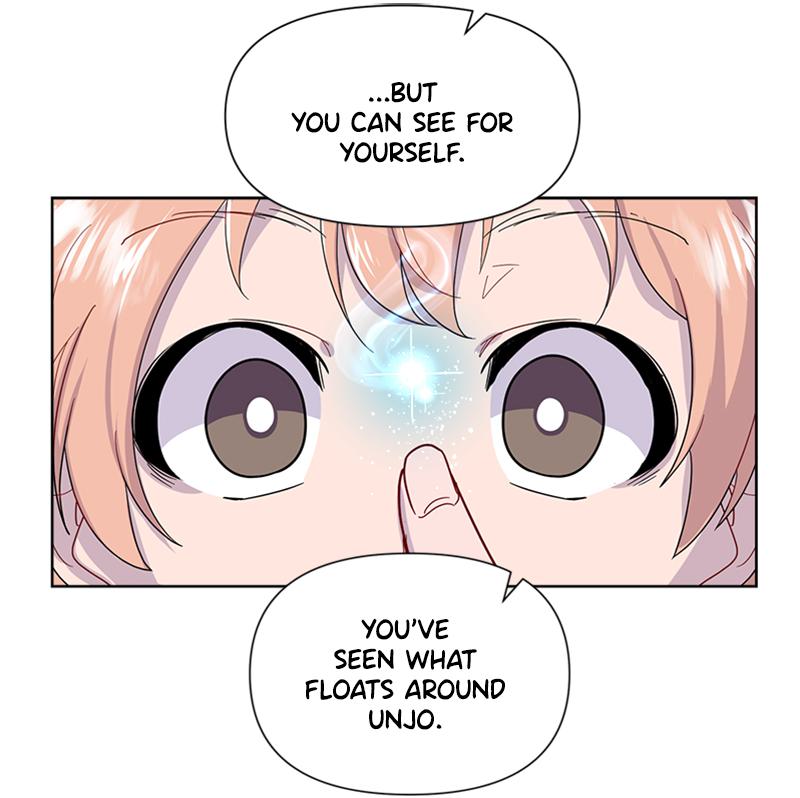 ...BUT
YOU CAN SEE FOR
YOURSELF.
YOU'VE
SEEN WHAT
FLOATS AROUND
UNJO.